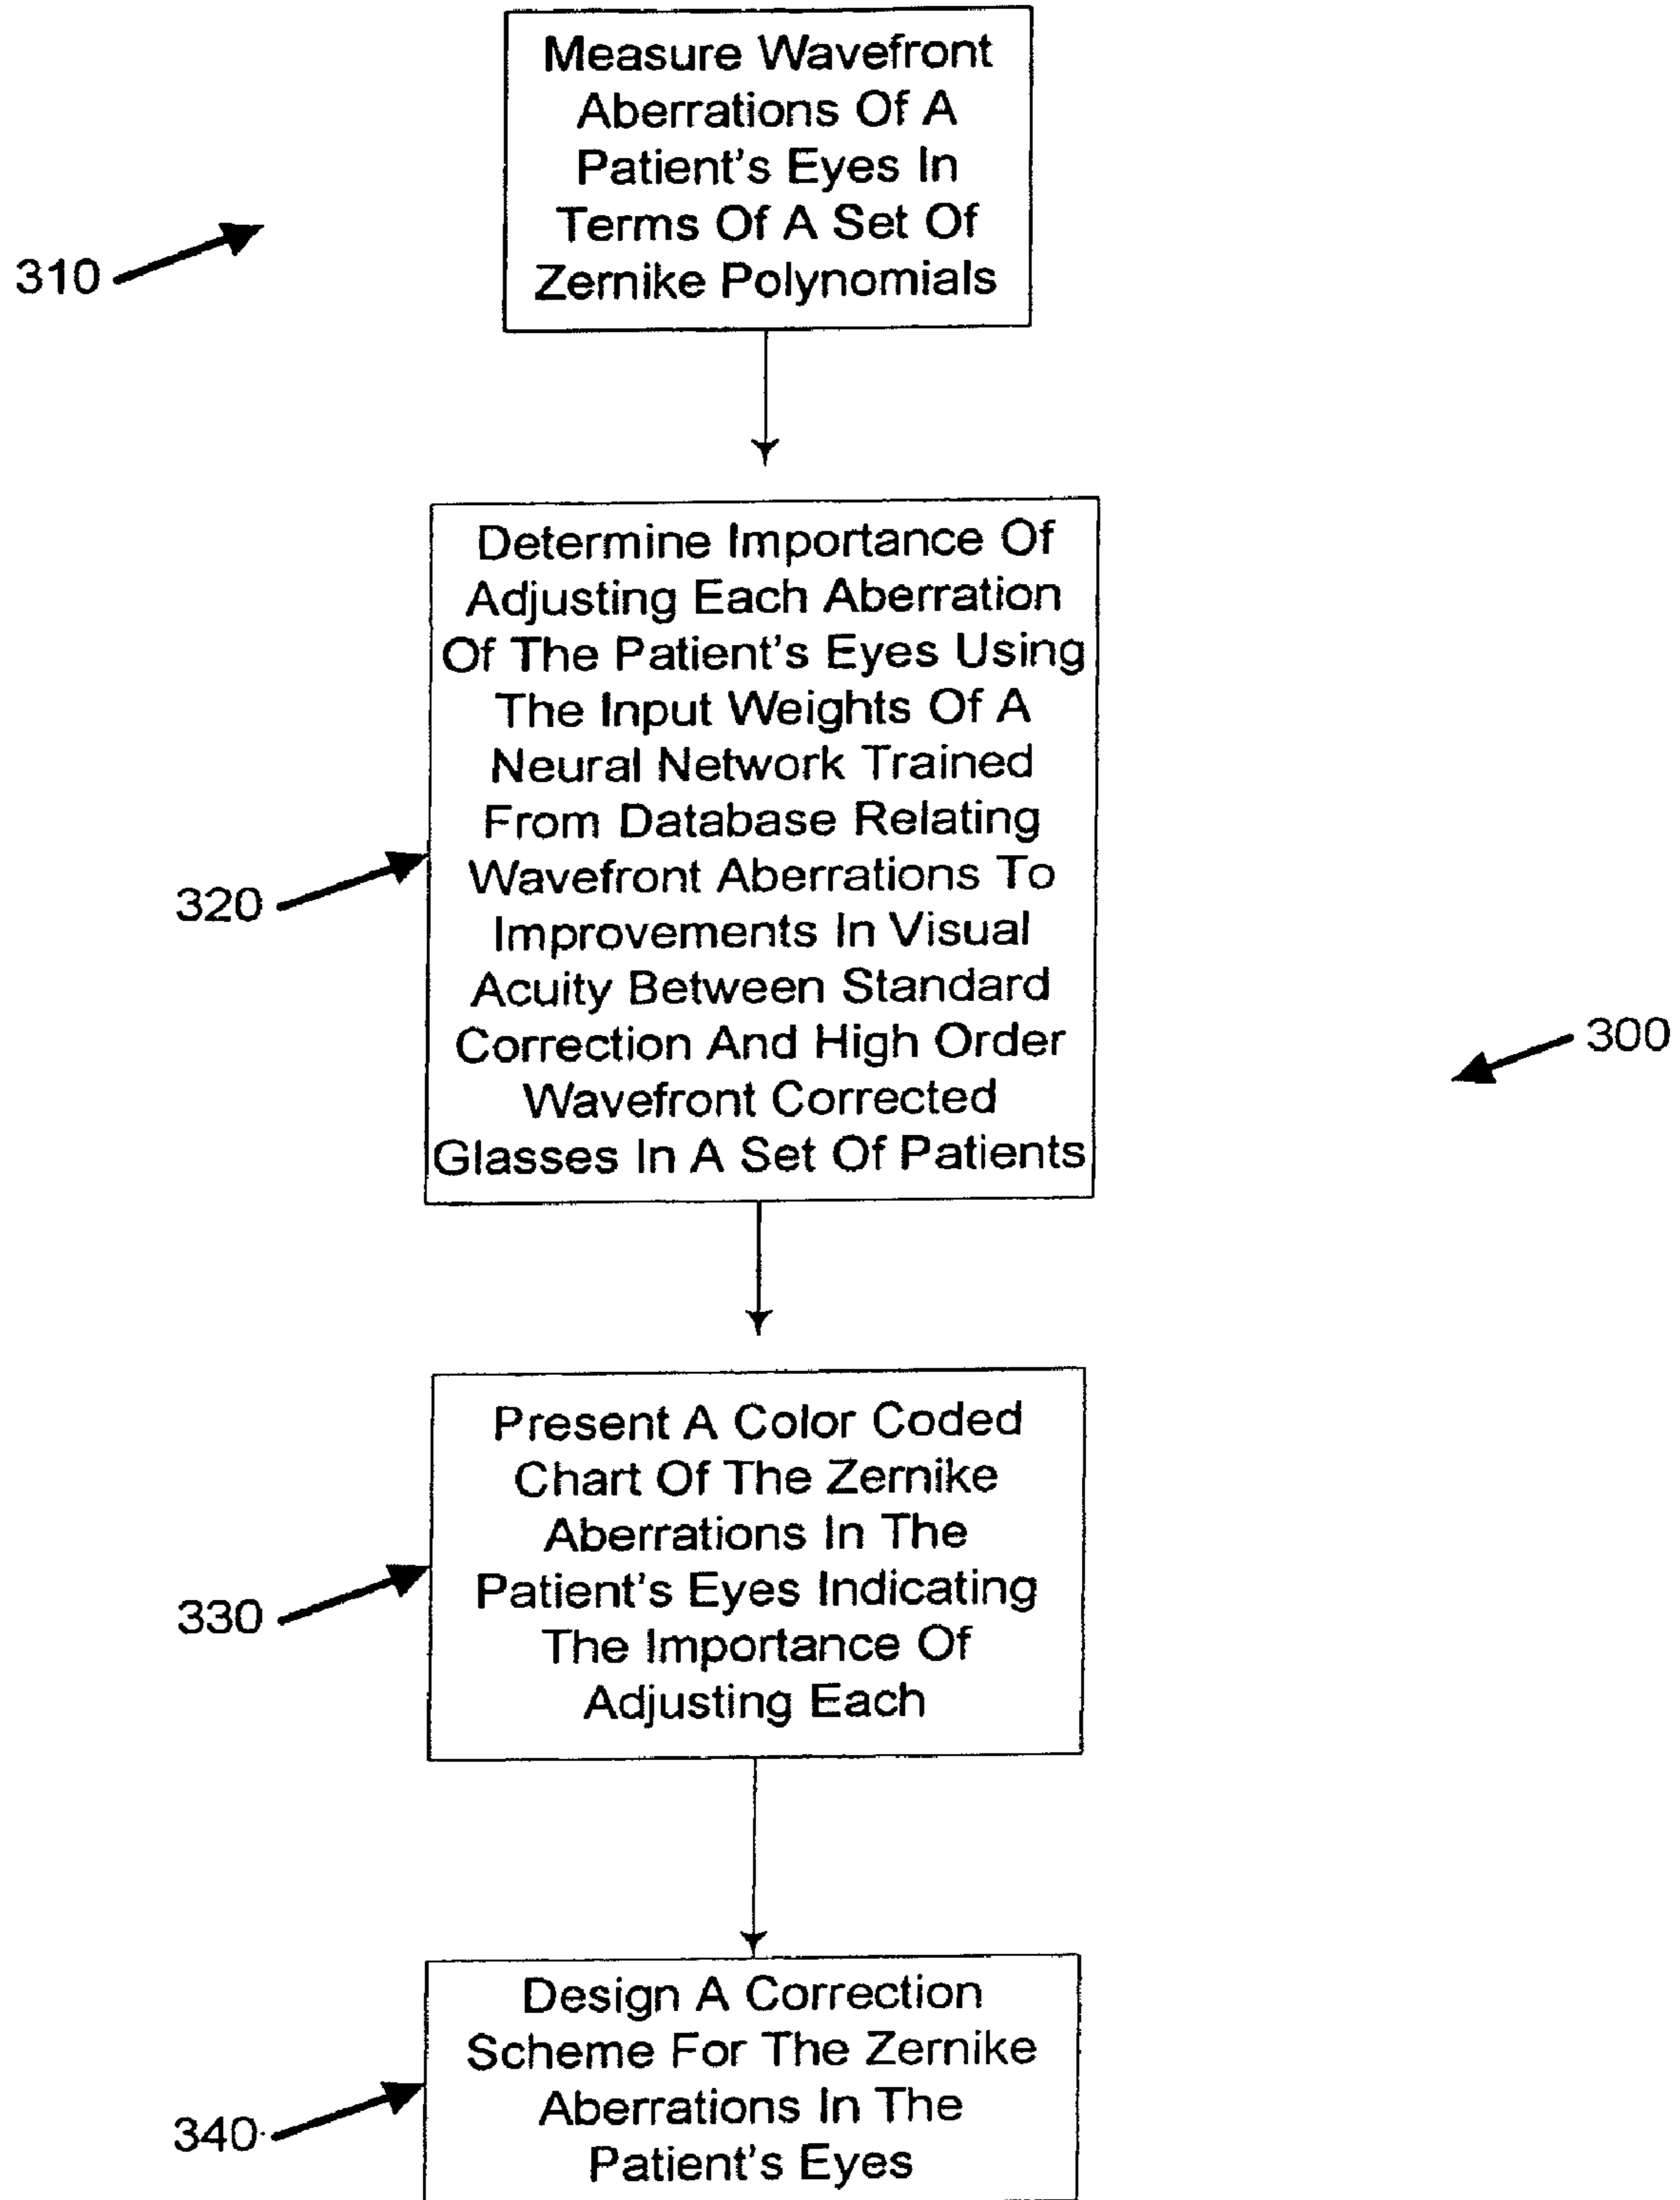 Measure Wavefront
Aberrations Of A
Patient's Eyes In
Terms Of A Set Of
Zernike Polynomials
310
Determine Importance Of
Adjusting Each Aberration
Of The Patient's Eyes Using
The Input Weights Of A
Neural Network Trained
From Database Relating
Wavefront Aberrations To
Improvements In Visual
Acuity Between Standard
Correction And High Order
Wavefront Corrected
Glasses In A Set Of Patients
320
300
Present A Color Coded
Chart Of The Zernike
Aberrations In The
Patient's Eyes Indicating
The Importance Of
Adjusting Each
330
Design A Correction
Scheme For The Zernike
Aberrations In The
Patient's Eyes
340